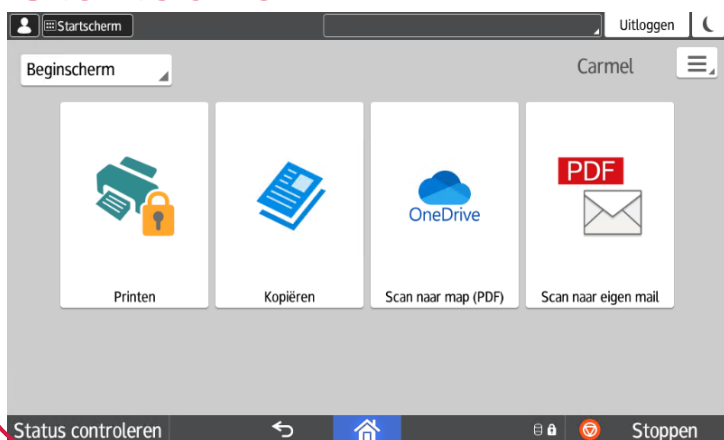 Startscherm
Uitloggen
Beginscherm
Carmel
OneDrive
PDF
Printen
Kopiëren
Scan naar map (PDF)
Scan naar eigen mail
Status controleren
Stoppen